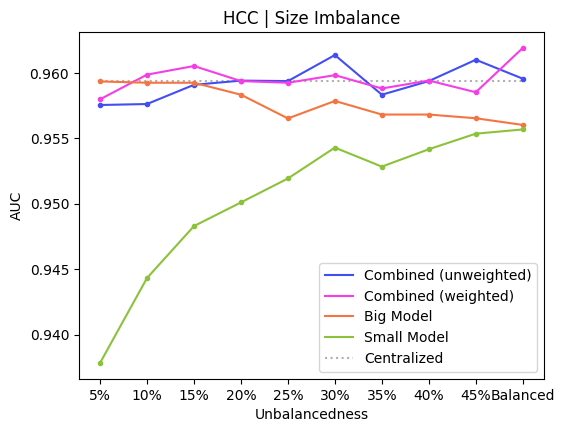 HCC | Size Imbalance
AUC
0.960
0.955
0.950
0.945
0.940
Combined (unweighted)
Combined (weighted)
Big Model
Small Model
Centralized
5% 10% 15% 20% 25% 30% 35% 40% 45% Balanced
Unbalancedness